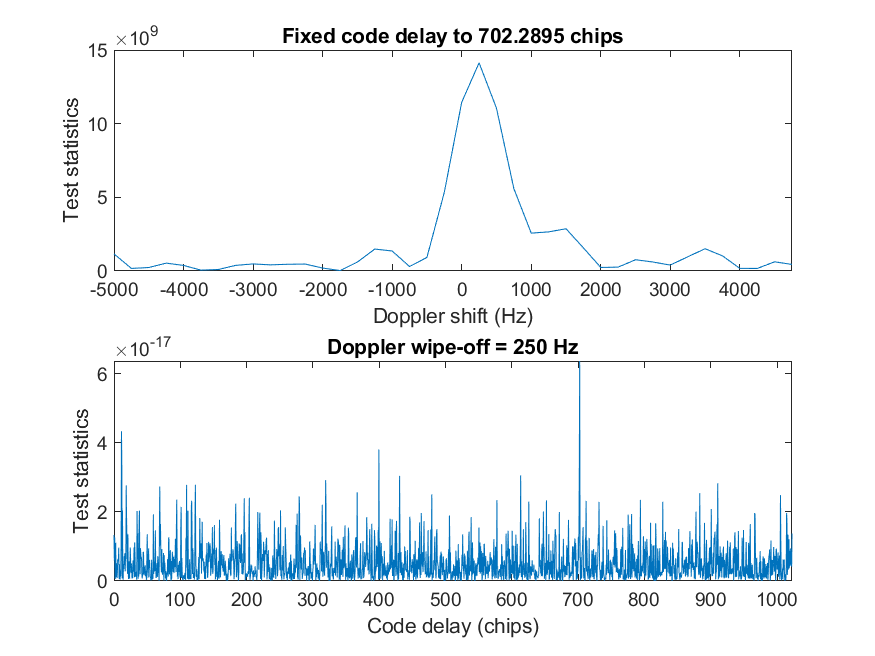 Fixed code delay to 702.2895 chips
×10^9
15
10
5
0
Test statistics
-5000 -4000 -3000 -2000 -1000 0 1000 2000 3000 4000
Doppler shift (Hz)
Doppler wipe-off = 250 Hz
×10^-17
6
4
2
0
Test statistics
0 100 200 300 400 500 600 700 800 900 1000
Code delay (chips)